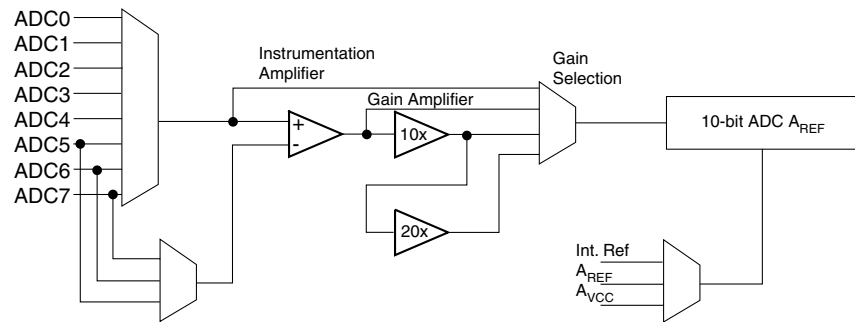 ADC0
ADC1
ADC2
ADC3
ADC4
ADC5
ADC6
ADC7
Instrumentation
Amplifier
+
-
Gain Amplifier
10x
20x
Gain
Selection
10-bit ADC AREF
Int. Ref
AREF
AVCC